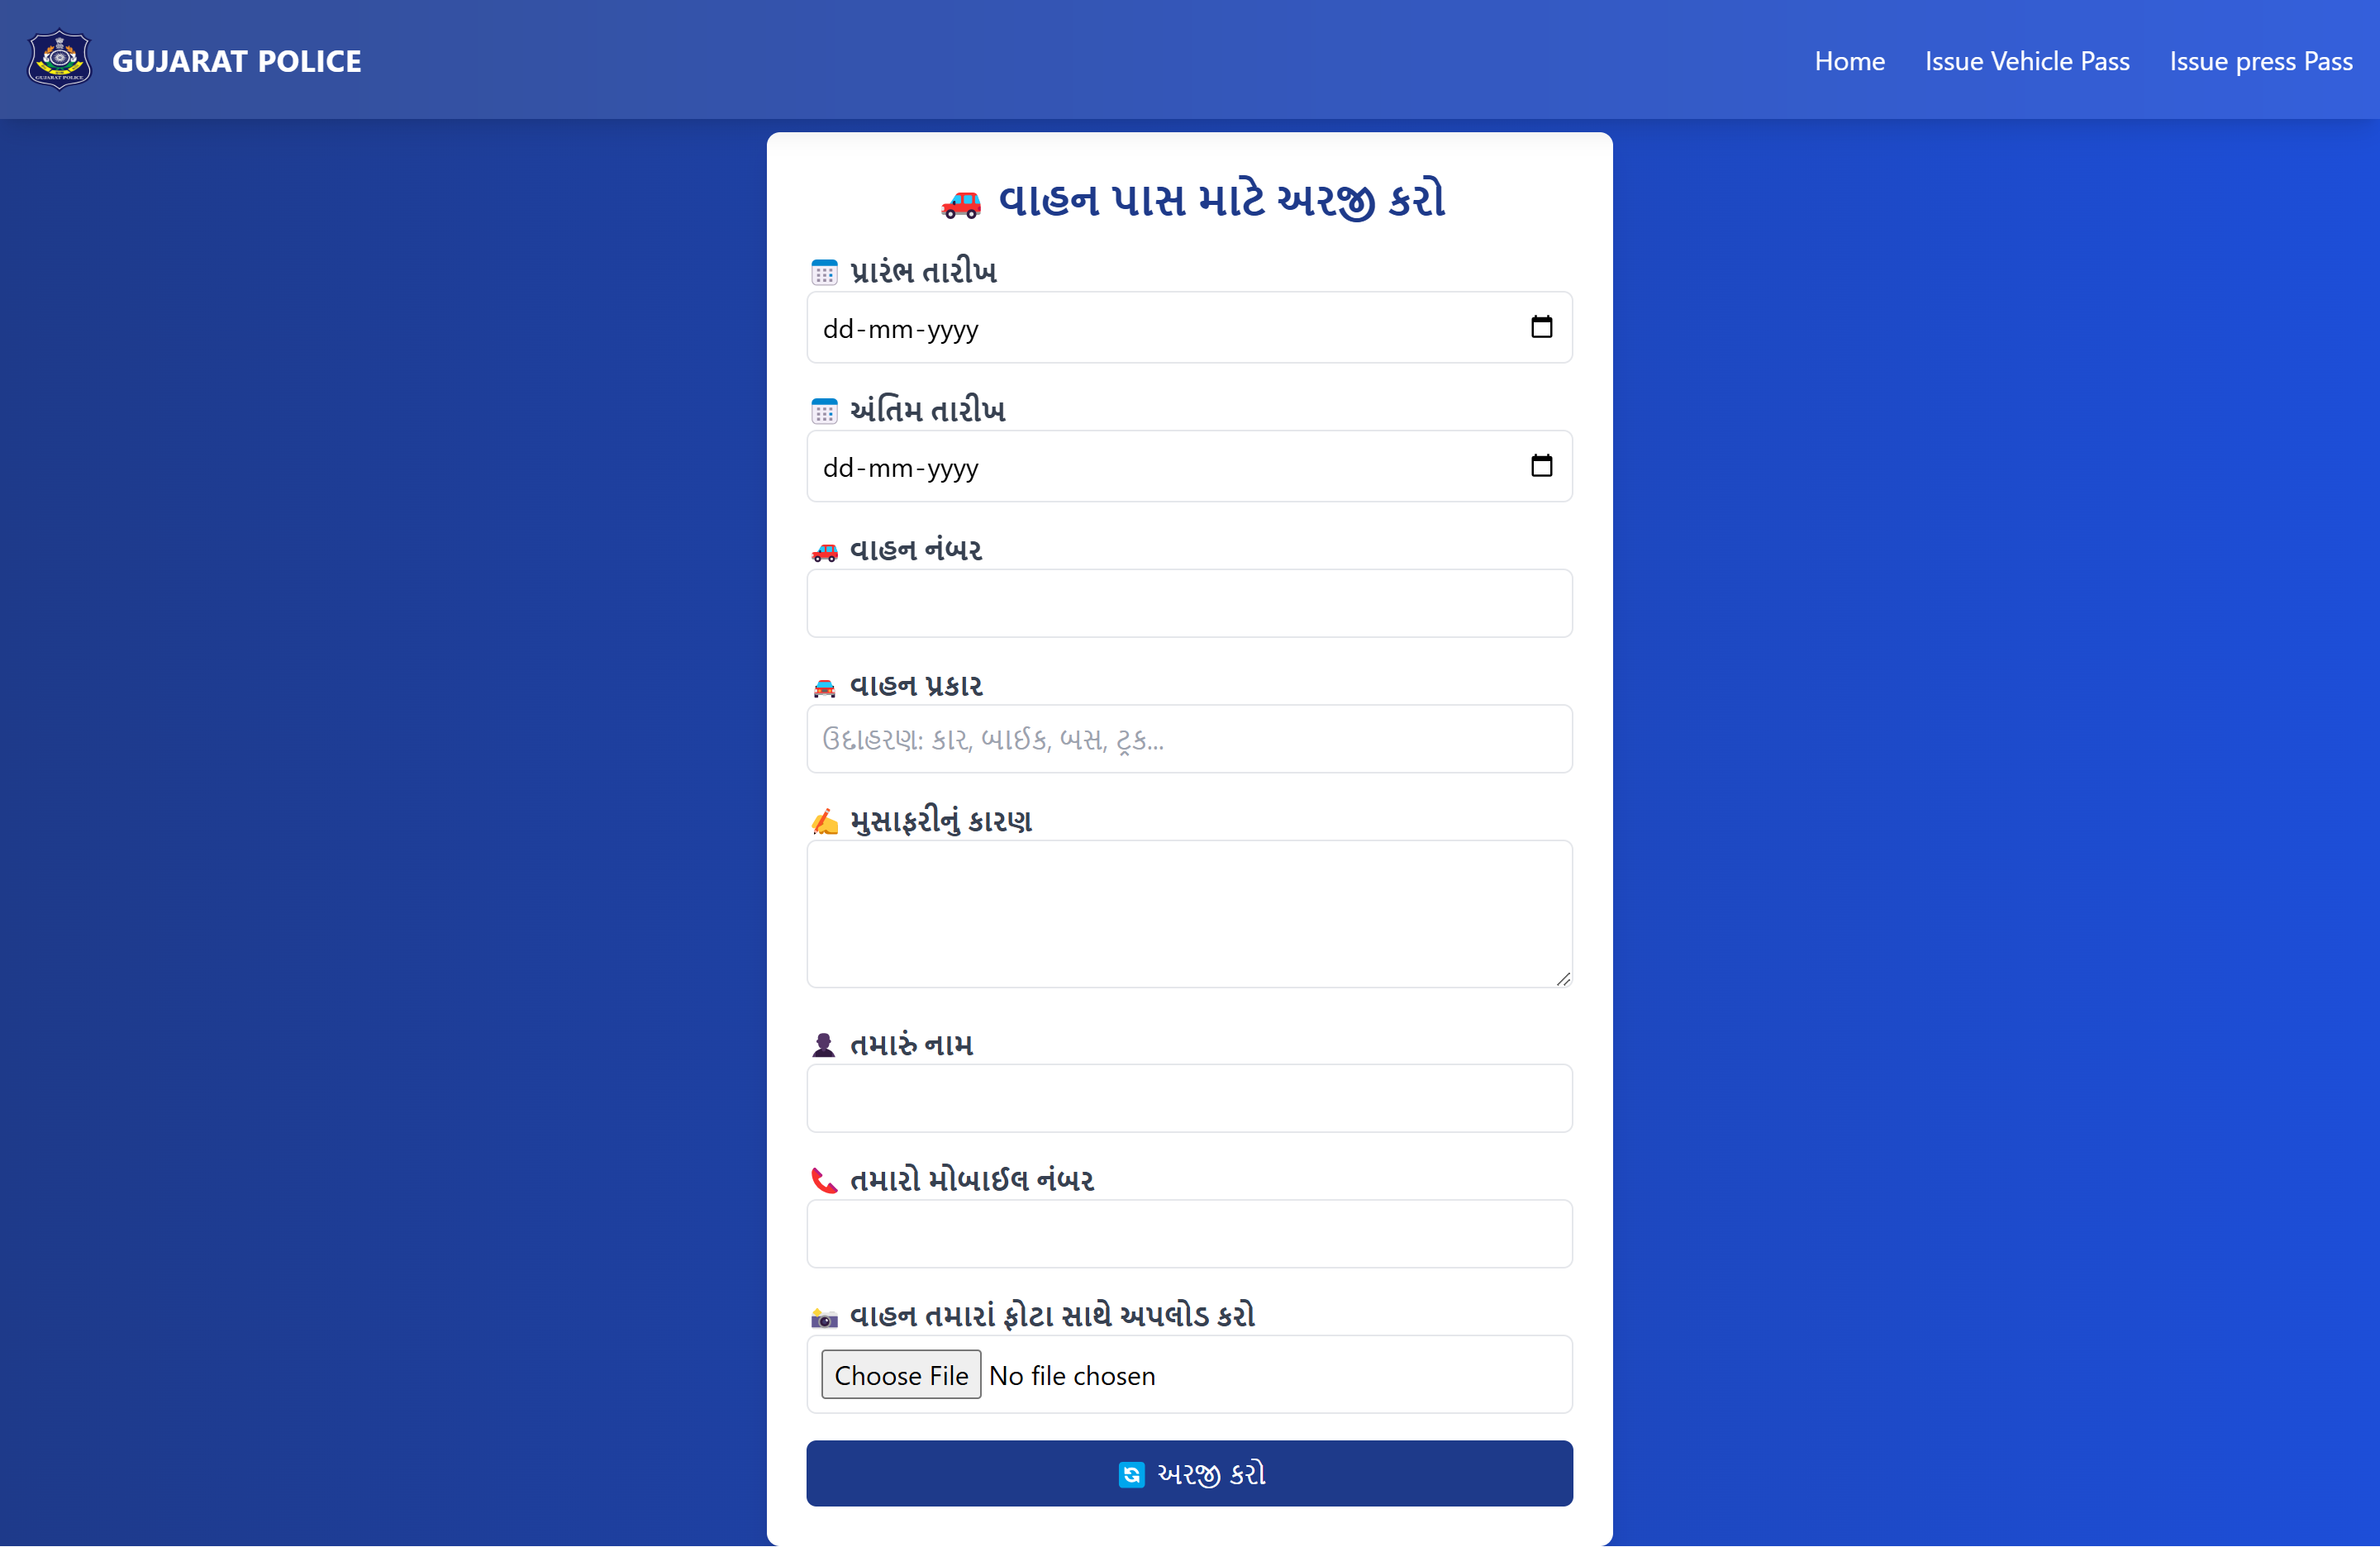 GUJARAT POLICE
GUJARAT POLICE
Home
Issue Vehicle Pass
Issue press Pass
વાહન પાસ માટે અરજી કરો
પ્રારંભ તારીખ
dd-mm-yyyy
અંતિમ તારીખ
dd-mm-yyyy
વાહન નંબર
વાહન પ્રકાર
ઉદાહરણ: કાર, બાઈક, બસ, ટ્રક...
મુસાફરીનું કારણ
તમારું નામ
તમારો મોબાઈલ નંબર
વાહન તમારાં ફોટા સાથે અપલોડ કરો
Choose File No file chosen
અરજી કરો